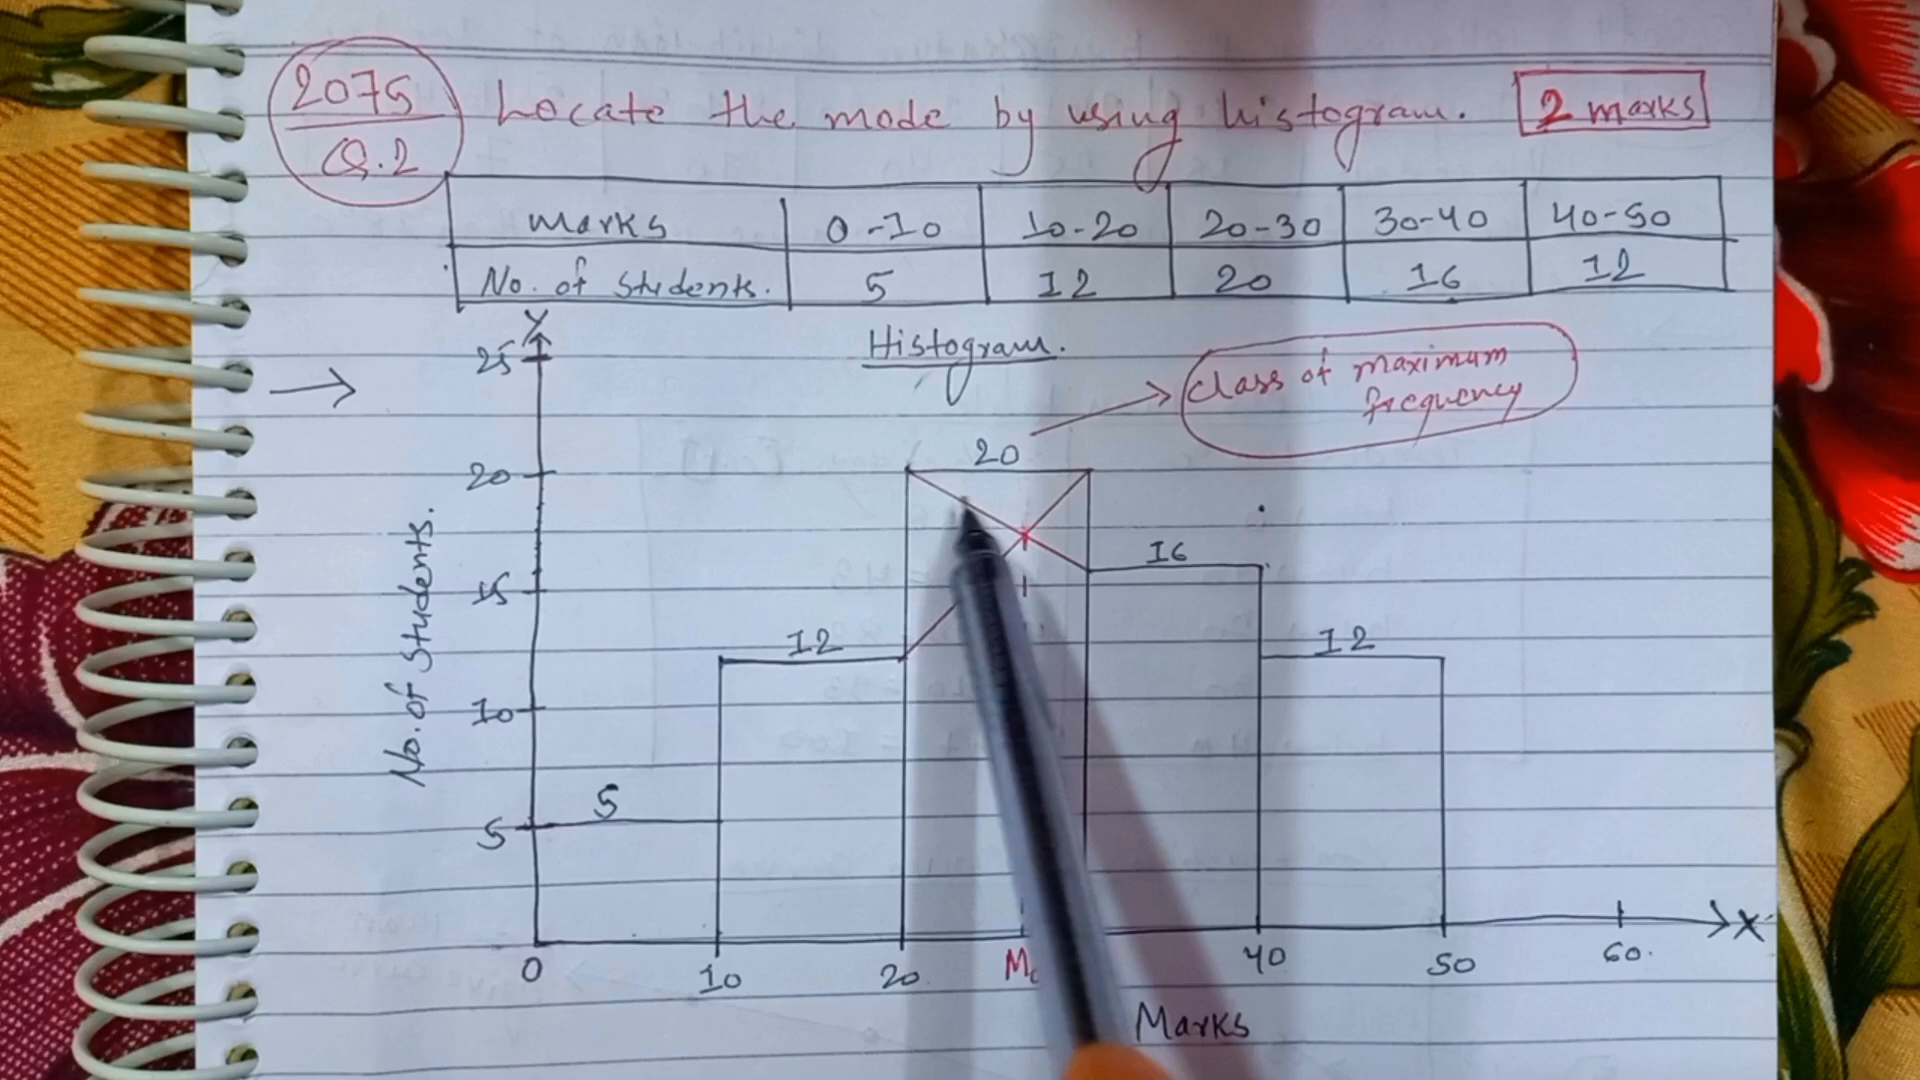 2075
Q.2
Locate the mode by using histogram.
2 marks
Marks 0-10 10-20 20-30 30-40 40-50
No. of Students. 5 12 20 16 12
Histogram.
Class of maximum
frequency
Y
25
20
15
10
5
No. of Students.
5
12
20
16
12
0 10 20 40 50 60.
X
Marks